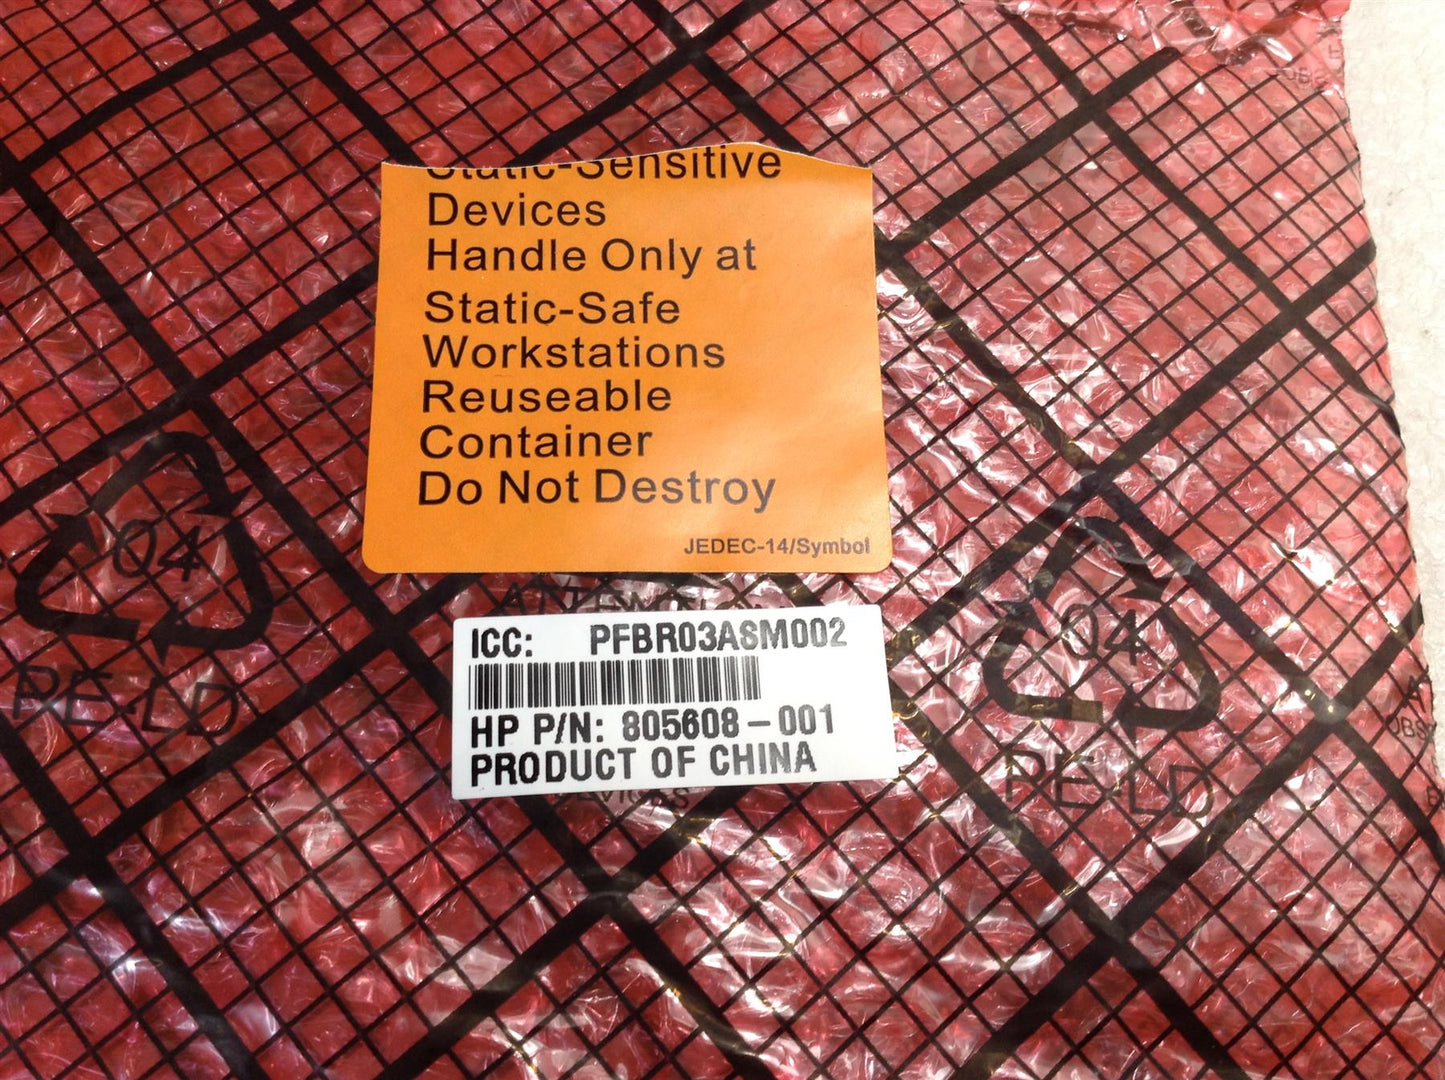 Static-Sensitive
Devices
Handle Only at
Static-Safe
Workstations
Reuseable
Container
Do Not Destroy
JEDEC-14/Symbol
04
PE-LD
ICC: PFBR03ASM002
HP P/N: 805608-001
PRODUCT OF CHINA
DEVICES
04
PE-LD